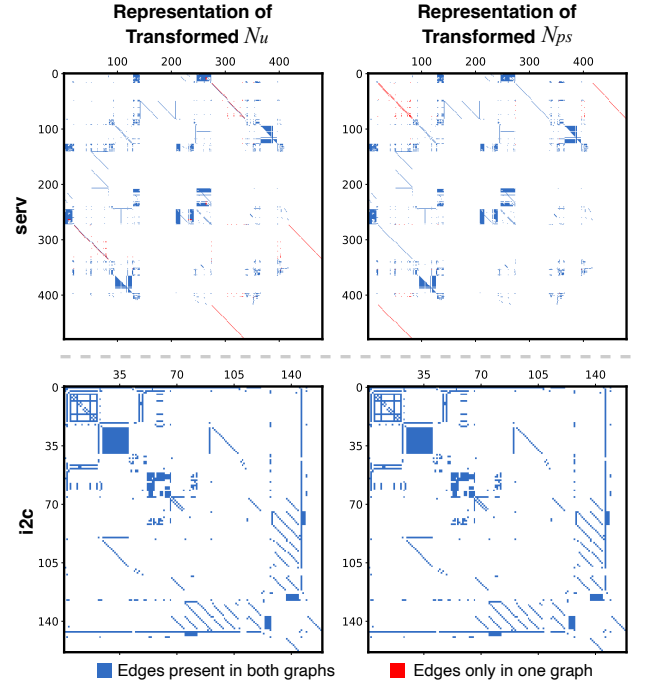 Representation of
Transformed Nu
Representation of
Transformed Nps
100 200 300 400
100 200 300 400
0
100
200
300
400
0
100
200
300
400
serv
35 70 105 140
35 70 105 140
0
35
70
105
140
0
35
70
105
140
i2c
Edges present in both graphs
Edges only in one graph